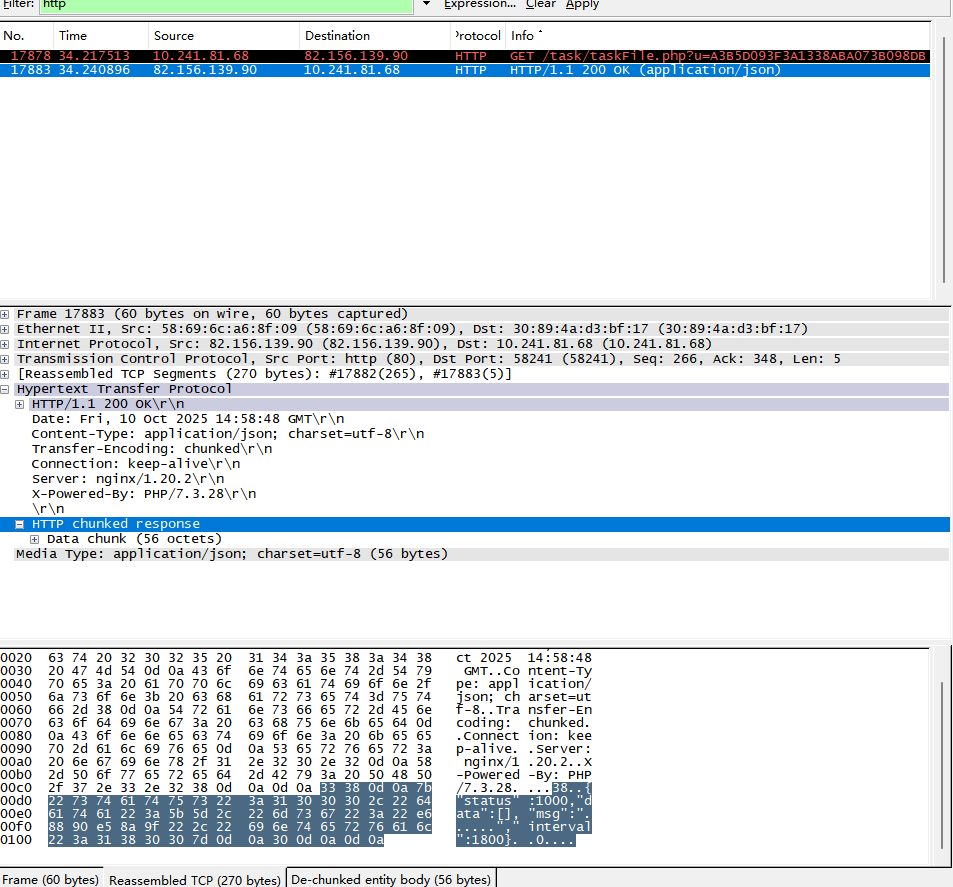 Filter: http Expression... Clear Apply
No. Time Source Destination Protocol Info
17878 34.217513 10.241.81.68 82.156.139.90 HTTP GET /task/taskFile.php?u=A3B5D093F3A1338ABA073B098DB
17883 34.240896 82.156.139.90 10.241.81.68 HTTP HTTP/1.1 200 OK (application/json)
Frame 17883 (60 bytes on wire, 60 bytes captured)
Ethernet II, Src: 58:69:6c:a6:8f:09 (58:69:6c:a6:8f:09), Dst: 30:89:4a:d3:bf:17 (30:89:4a:d3:bf:17)
Internet Protocol, Src: 82.156.139.90 (82.156.139.90), Dst: 10.241.81.68 (10.241.81.68)
Transmission Control Protocol, Src Port: http (80), Dst Port: 58241 (58241), Seq: 266, Ack: 348, Len: 5
[Reassembled TCP Segments (270 bytes): #17882(265), #17883(5)]
Hypertext Transfer Protocol
HTTP/1.1 200 OK\r\n
Date: Fri, 10 Oct 2025 14:58:48 GMT\r\n
Content-Type: application/json; charset=utf-8\r\n
Transfer-Encoding: chunked\r\n
Connection: keep-alive\r\n
Server: nginx/1.20.2\r\n
X-Powered-By: PHP/7.3.28\r\n
\r\n
HTTP chunked response
Data chunk (56 octets)
Media Type: application/json; charset=utf-8 (56 bytes)
0020 63 74 20 32 30 32 35 20 31 34 3a 35 38 3a 34 38 ct 2025 14:58:48
0030 20 47 4d 54 0d 0a 43 6f 6e 74 65 6e 74 2d 54 79 GMT..Co ntent-Ty
0040 70 65 3a 20 61 70 70 6c 69 63 61 74 69 6f 6e 2f pe: appl ication/
0050 6a 73 6f 6e 3b 20 63 68 61 72 73 65 74 3d 75 74 json; ch arset=ut
0060 66 2d 38 0d 0a 54 72 61 6e 73 66 65 72 2d 45 6e f-8..Tra nsfer-En
0070 63 6f 64 69 6e 67 3a 20 63 68 75 6e 6b 65 64 0d coding: chunked.
0080 0a 43 6f 6e 6e 65 63 74 69 6f 6e 3a 20 6b 65 65 .Connect ion: kee
0090 70 2d 61 6c 69 76 65 0d 0a 53 65 72 76 65 72 3a p-alive. .Server:
00a0 20 6e 67 69 6e 78 2f 31 2e 32 30 2e 32 0d 0a 58 nginx/1 .20.2..X
00b0 2d 50 6f 77 65 72 65 64 2d 42 79 3a 20 50 48 50 -Powered -By: PHP
00c0 2f 37 2e 33 2e 32 38 0d 0a 0d 0a 33 38 0d 0a 7b /7.3.28. ...38..{
00d0 22 73 74 61 74 75 73 22 3a 31 30 30 30 2c 22 64 "status" :1000,"d
00e0 61 74 61 22 3a 5b 5d 2c 22 6d 73 67 22 3a 22 e6 ata":[], "msg":".
00f0 88 90 e5 8a 9f 22 2c 22 69 6e 74 65 72 76 61 6c ....."," interval
0100 22 3a 31 38 30 30 7d 0d 0a 30 0d 0a 0d 0a ":1800}. .0....
Frame (60 bytes) Reassembled TCP (270 bytes) De-chunked entity body (56 bytes)